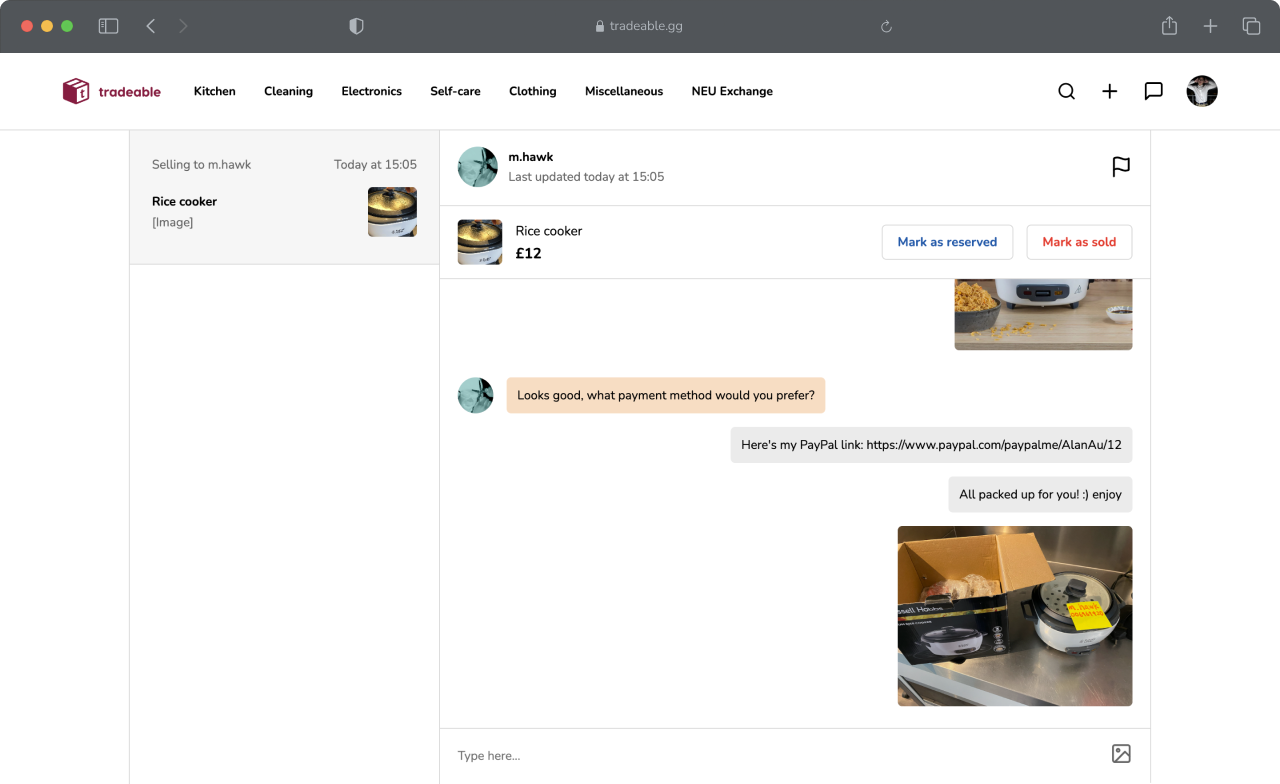 tradeable.gg
tradeable
Kitchen
Cleaning
Electronics
Self-care
Clothing
Miscellaneous
NEU Exchange
Selling to m.hawk
Today at 15:05
Rice cooker
[Image]
m.hawk
Last updated today at 15:05
Rice cooker
£12
Mark as reserved
Mark as sold
Looks good, what payment method would you prefer?
Here's my PayPal link: https://www.paypal.com/paypalme/AlanAu/12
All packed up for you! :) enjoy
ssell Hobbs
Type here...